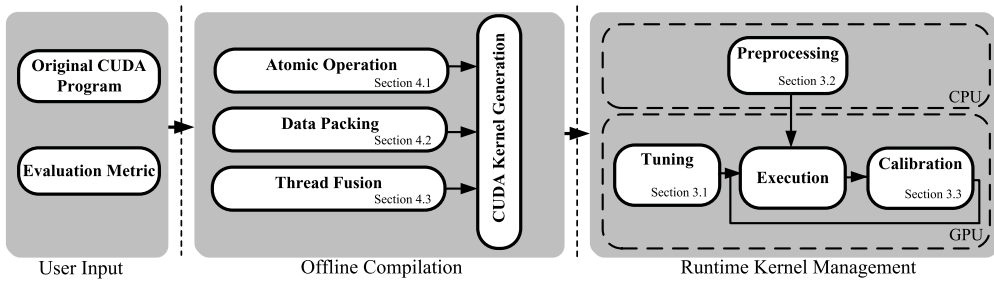 Original CUDA
Program
Evaluation Metric
User Input
Atomic Operation
Section 4.1
Data Packing
Section 4.2
Thread Fusion
Section 4.3
CUDA Kernel Generation
Offline Compilation
Preprocessing
Section 3.2
CPU
Tuning
Section 3.1
Execution
Calibration
Section 3.3
GPU
Runtime Kernel Management